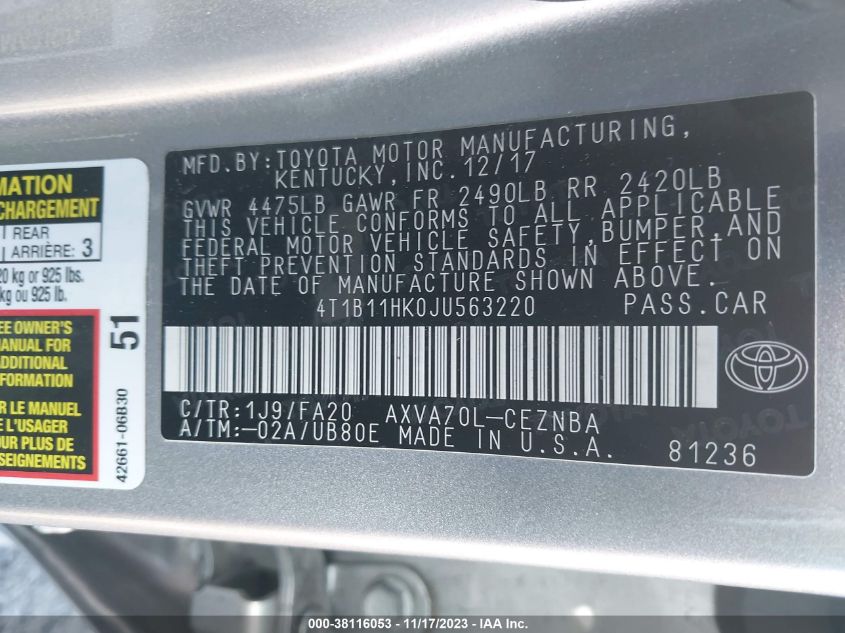 MFD. BY: TOYOTA MOTOR MANUFACTURING,
KENTUCKY, INC. 12/17
GVWR 4475LB GAWR FR 2490LB RR 2420LB
THIS VEHICLE CONFORMS TO ALL APPLICABLE
FEDERAL MOTOR VEHICLE SAFETY, BUMPER, AND
THEFT PREVENTION STANDARDS IN EFFECT ON
THE DATE OF MANUFACTURE SHOWN ABOVE.
4T1B11HK0JU563220 PASS. CAR
C/TR: 1J9/FA20 AXVA70L-CEZNBA
A/TM: -02A/UB80E MADE IN U.S.A. 81236
TOYOTA
MATION
CHARGEMENT
REAR
ARRIÈRE: 3
20 kg or 925 lbs.
kg ou 925 lb.
EE OWNER'S
MANUAL FOR
ADDITIONAL
NFORMATION
R LE MANUEL
E L'USAGER
OUR PLUS DE
SEIGNEMENTS
51
42661-06B30
000-38116053 - 11/17/2023 - IAA Inc.